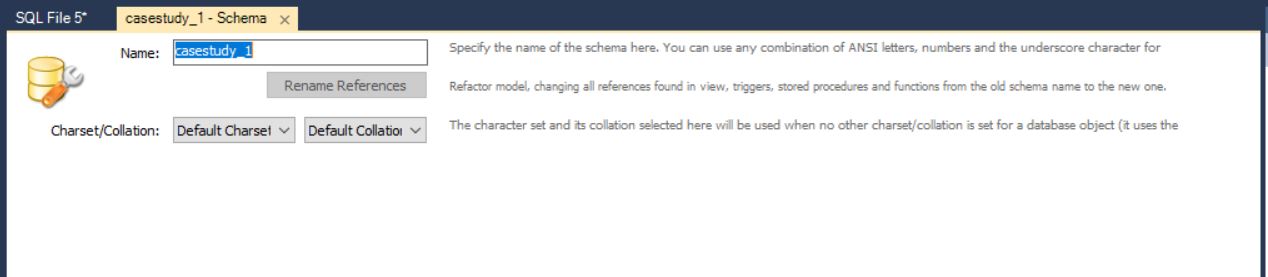 SQL File 5*
casestudy_1 - Schema
Name:
casestudy_1
Specify the name of the schema here. You can use any combination of ANSI letters, numbers and the underscore character for
Rename References
Refactor model, changing all references found in view, triggers, stored procedures and functions from the old schema name to the new one.
Charset/Collation:
Default Charset
Default Collation
The character set and its collation selected here will be used when no other charset/collation is set for a database object (it uses the